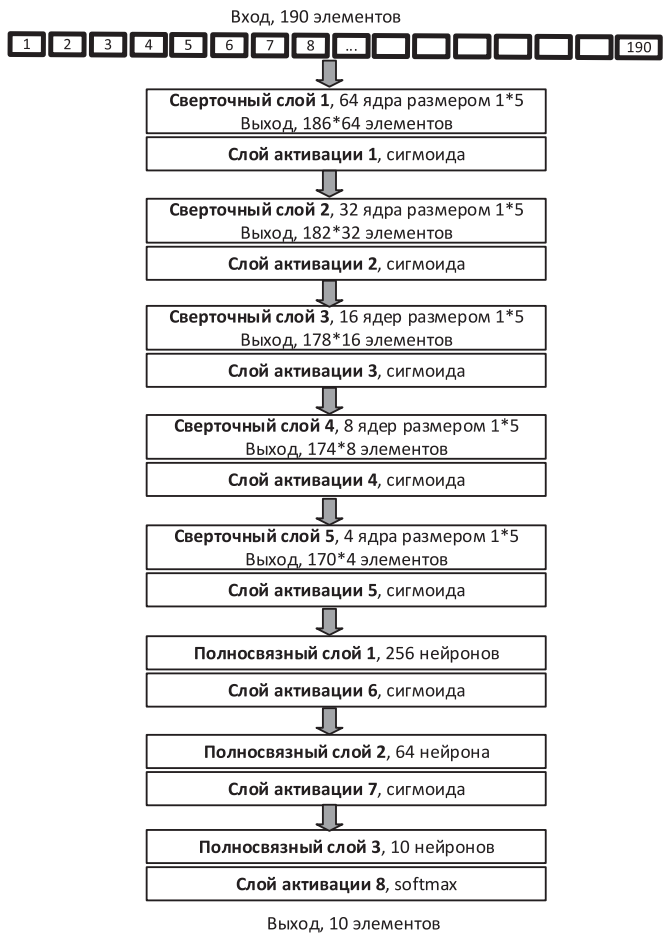 Вход, 190 элементов
1 2 3 4 5 6 7 8 ... 190
Сверточный слой 1, 64 ядра размером 1*5
Выход, 186*64 элементов
Слой активации 1, сигмоида
Сверточный слой 2, 32 ядра размером 1*5
Выход, 182*32 элементов
Слой активации 2, сигмоида
Сверточный слой 3, 16 ядер размером 1*5
Выход, 178*16 элементов
Слой активации 3, сигмоида
Сверточный слой 4, 8 ядер размером 1*5
Выход, 174*8 элементов
Слой активации 4, сигмоида
Сверточный слой 5, 4 ядра размером 1*5
Выход, 170*4 элементов
Слой активации 5, сигмоида
Полносвязный слой 1, 256 нейронов
Слой активации 6, сигмоида
Полносвязный слой 2, 64 нейрона
Слой активации 7, сигмоида
Полносвязный слой 3, 10 нейронов
Слой активации 8, softmax
Выход, 10 элементов